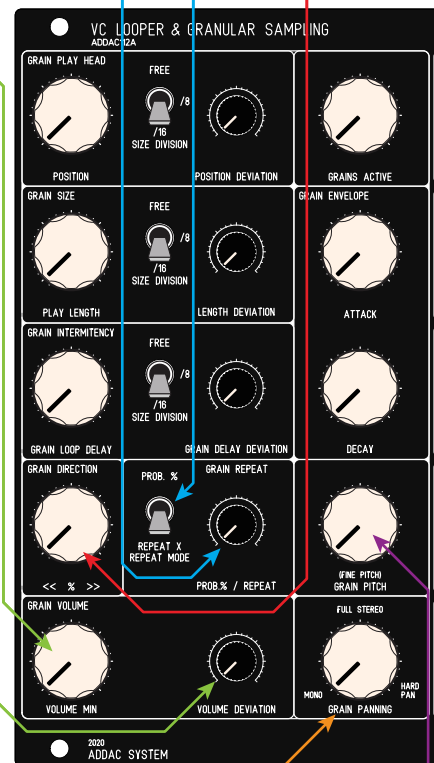 VC LOOPER & GRANULAR SAMPLING
ADDAC112A
GRAIN PLAY HEAD
FREE
/8
/16
SIZE DIVISION
POSITION
POSITION DEVIATION
GRAINS ACTIVE
GRAIN SIZE
FREE
/8
/16
SIZE DIVISION
PLAY LENGTH
LENGTH DEVIATION
GRAIN ENVELOPE
ATTACK
GRAIN INTERMITENCY
FREE
/8
/16
SIZE DIVISION
GRAIN LOOP DELAY
GRAIN DELAY DEVIATION
DECAY
GRAIN DIRECTION
<< % >>
PROB. %
GRAIN REPEAT
REPEAT X
REPEAT MODE
PROB.% / REPEAT
(FINE PITCH)
GRAIN PITCH
GRAIN VOLUME
VOLUME MIN
VOLUME DEVIATION
FULL STEREO
MONO
HARD
PAN
GRAIN PANNING
2020
ADDAC SYSTEM